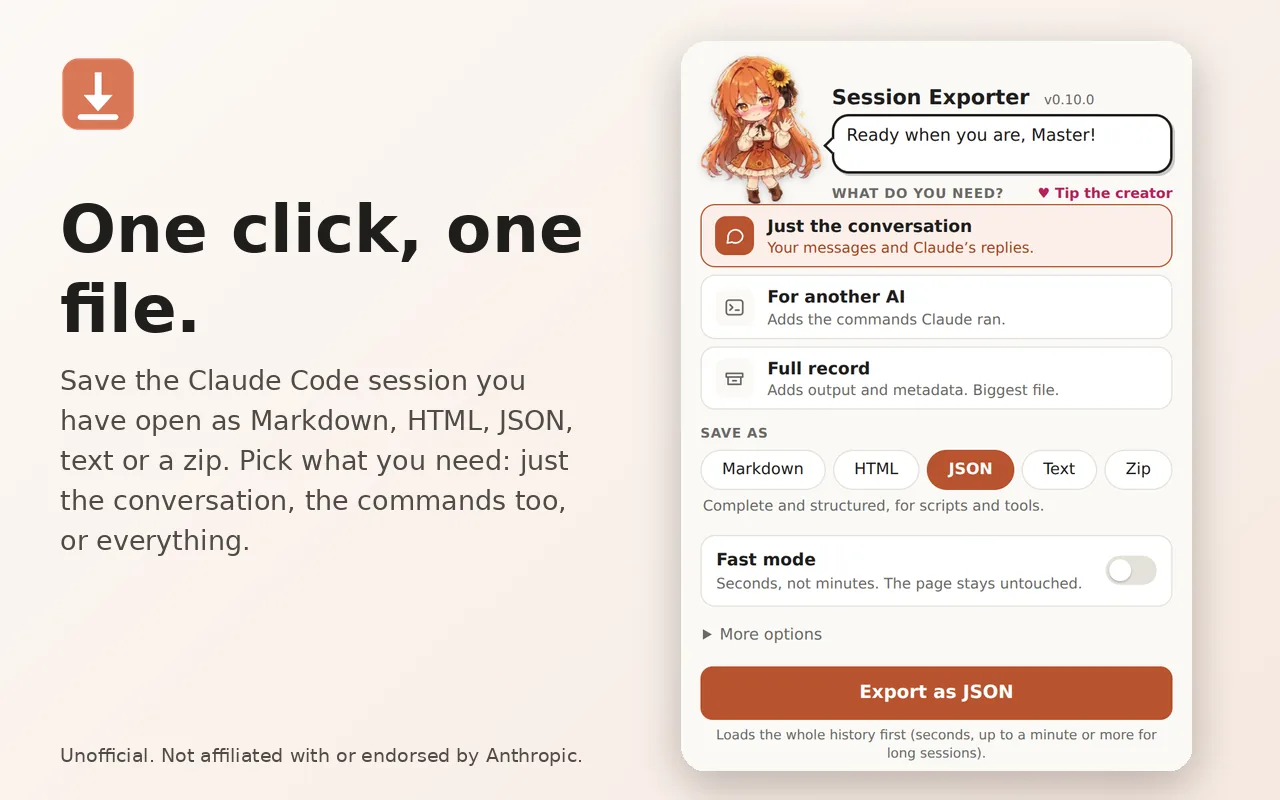 One click, one
file.
Save the Claude Code session you
have open as Markdown, HTML, JSON,
text or a zip. Pick what you need: just
the conversation, the commands too,
or everything.
Unofficial. Not affiliated with or endorsed by Anthropic.
Session Exporter v0.10.0
Ready when you are, Master!
WHAT DO YOU NEED? ♥ Tip the creator
Just the conversation
Your messages and Claude’s replies.
For another AI
Adds the commands Claude ran.
Full record
Adds output and metadata. Biggest file.
SAVE AS
Markdown HTML JSON Text Zip
Complete and structured, for scripts and tools.
Fast mode
Seconds, not minutes. The page stays untouched.
▶ More options
Export as JSON
Loads the whole history first (seconds, up to a minute or more for
long sessions).